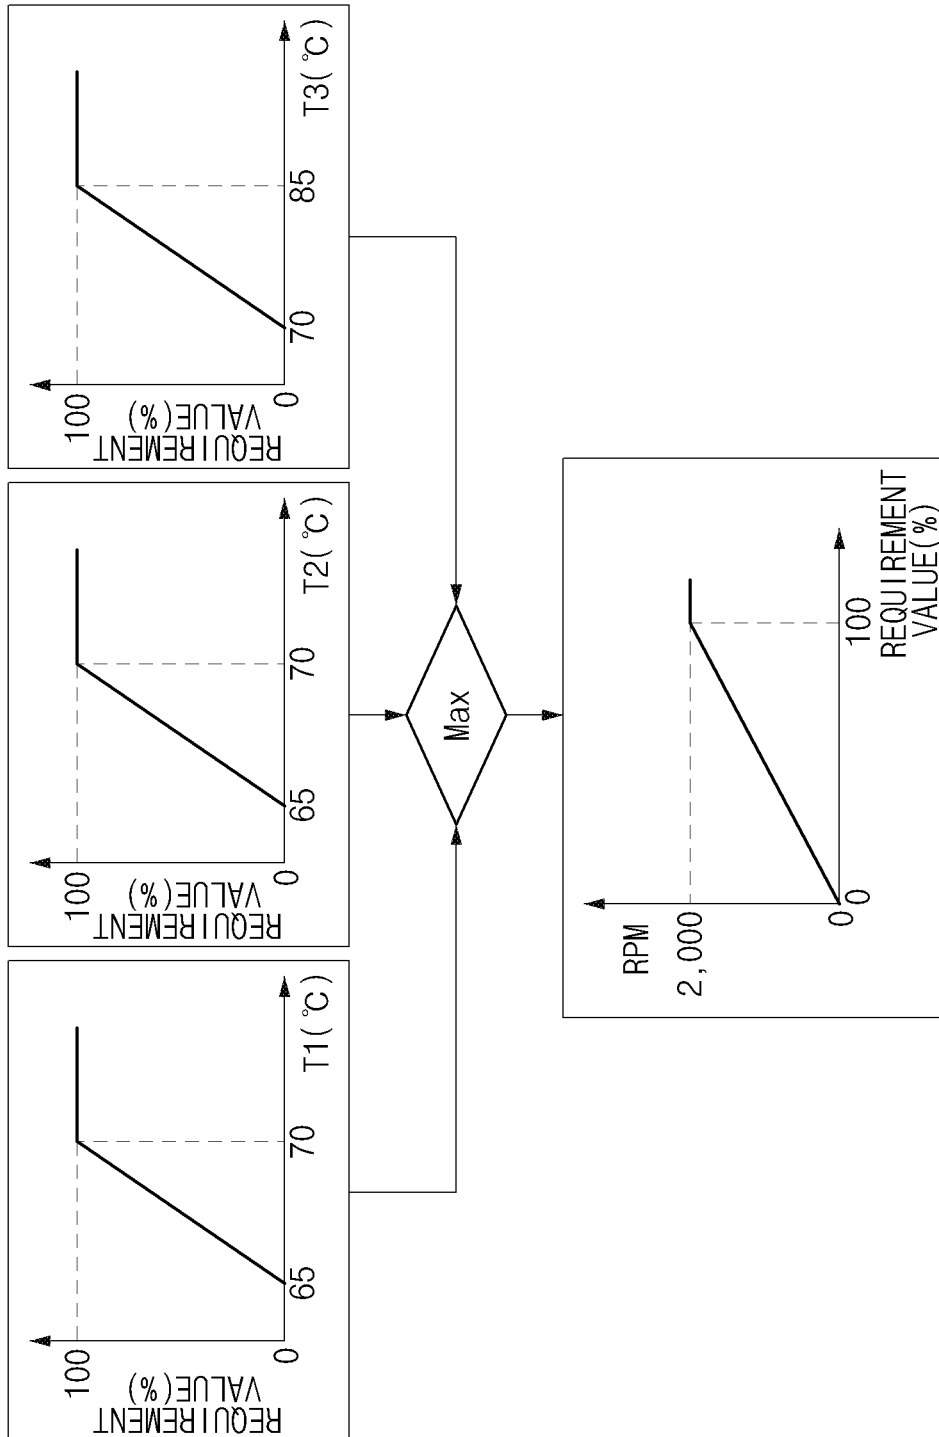 REQUIREMENT
VALUE(%)
100
0
65
70
T1(℃)
REQUIREMENT
VALUE(%)
100
0
65
70
T2(℃)
REQUIREMENT
VALUE(%)
100
0
70
85
T3(℃)
Max
RPM
2,000
0
0
100
REQUIREMENT
VALUE(%)